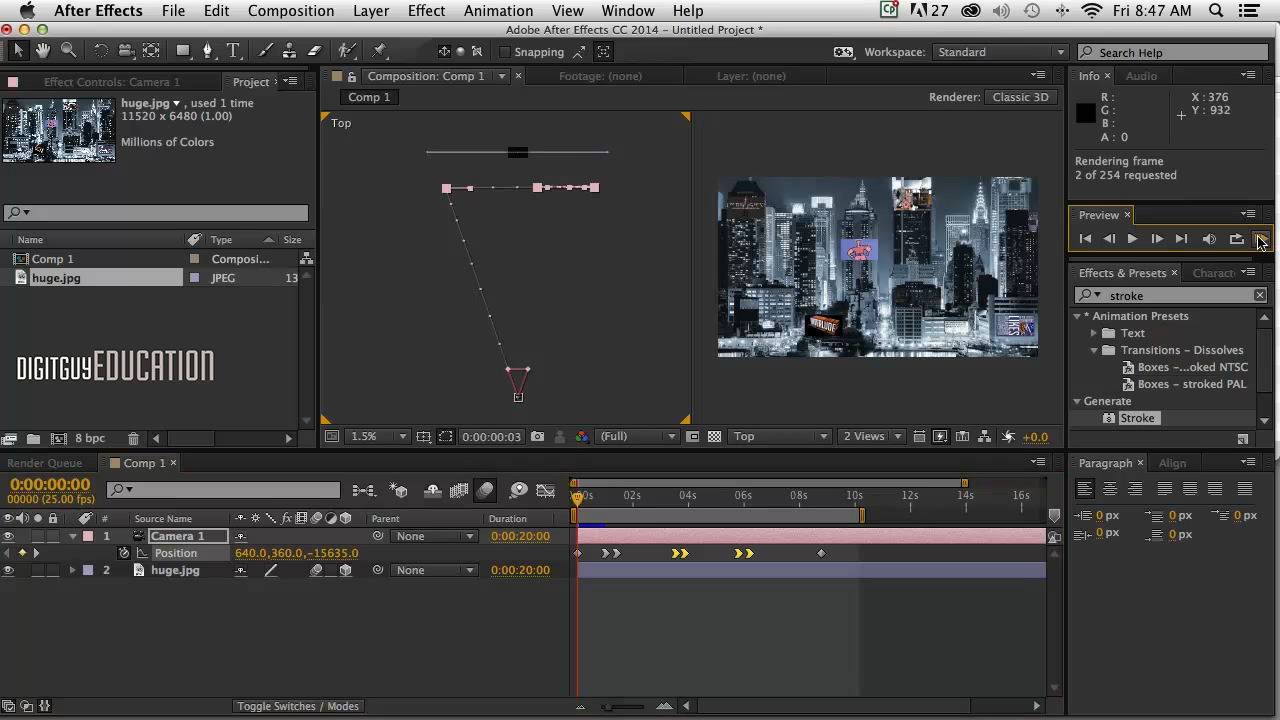 After Effects File Edit Composition Layer Effect Animation View Window Help 27 Fri 8:47 AM
Adobe After Effects CC 2014 - Untitled Project *
Snapping Workspace: Standard Search Help
Effect Controls: Camera 1 Project
Composition: Comp 1 Footage: (none) Layer: (none)
Info Audio
huge.jpg , used 1 time
11520 x 6480 (1.00)
Millions of Colors
Comp 1 Renderer: Classic 3D
R: X: 376
G: Y: 932
B:
A: 0
Top
Rendering frame
2 of 254 requested
Preview
Name Type Size
Comp 1 Composi...
huge.jpg JPEG 13
Effects & Presets Charact
stroke
* Animation Presets
Text
Transitions - Dissolves
Boxes -...oked NTSC
Boxes - stroked PAL
Generate
Stroke
DIGITGUYEDUCATION
8 bpc
1.5% 0:00:00:03 (Full) Top 2 Views +0.0
Render Queue Comp 1
Paragraph Align
0:00:00:00
00000 (25.00 fps)
00s 02s 04s 06s 08s 10s 12s 14s 16s
# Source Name Parent Duration
1 Camera 1 None 0:00:20:00
Position 640.0,360.0,-15635.0
2 huge.jpg None 0:00:20:00
0 px 0 px 0 px
0 px 0 px
Toggle Switches / Modes